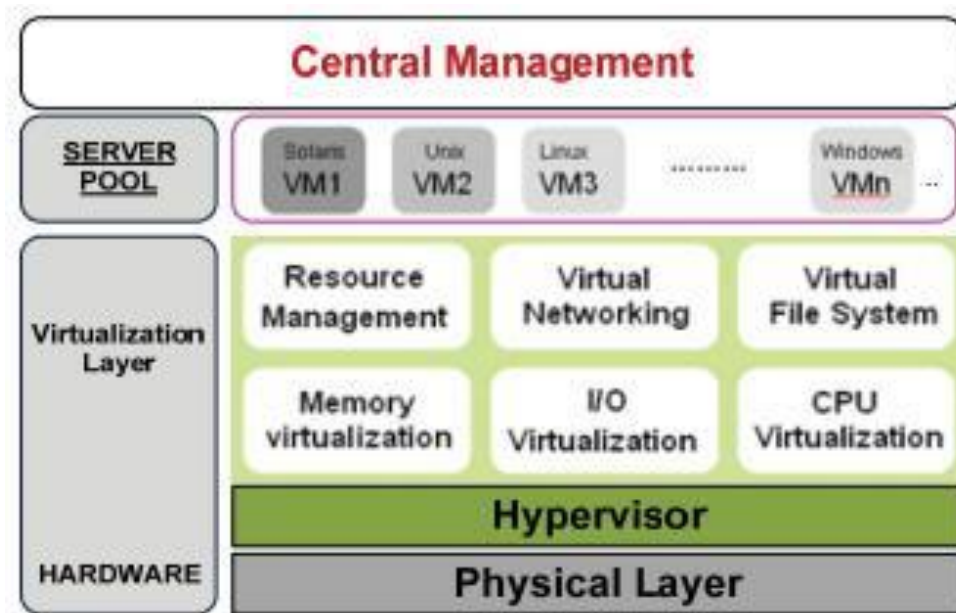 Central Management
SERVER
POOL
Solaris
VM1
Unix
VM2
Linux
VM3
..........
Windows
VMn
..
Virtualization
Layer
HARDWARE
Resource
Management
Virtual
Networking
Virtual
File System
Memory
virtualization
I/O
Virtualization
CPU
Virtualization
Hypervisor
Physical Layer